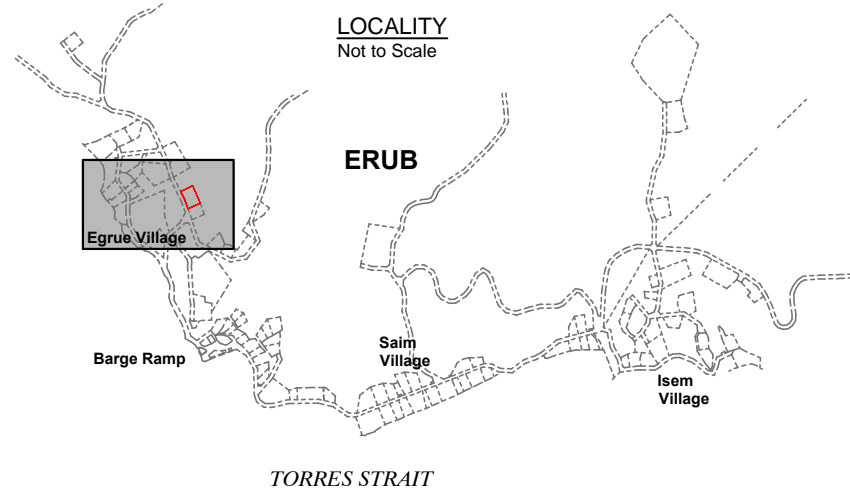 LOCALITY
Not to Scale
ERUB
Egrue Village
Barge Ramp
Saim
Village
Isem
Village
TORRES STRAIT